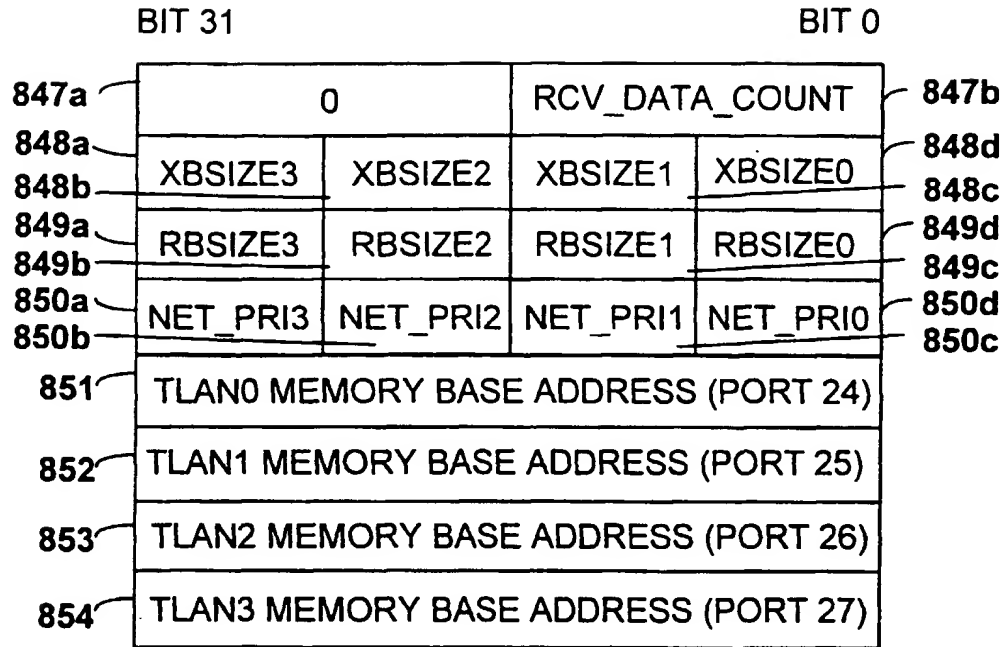 BIT 31 BIT 0
847a 0 RCV_DATA_COUNT 847b
848a XBSIZE3 XBSIZE2 XBSIZE1 XBSIZE0 848d
848b 848c
849a RBSIZE3 RBSIZE2 RBSIZE1 RBSIZE0 849d
849b 849c
850a NET_PRI3 NET_PRI2 NET_PRI1 NET_PRI0 850d
850b 850c
851 TLAN0 MEMORY BASE ADDRESS (PORT 24)
852 TLAN1 MEMORY BASE ADDRESS (PORT 25)
853 TLAN2 MEMORY BASE ADDRESS (PORT 26)
854 TLAN3 MEMORY BASE ADDRESS (PORT 27)